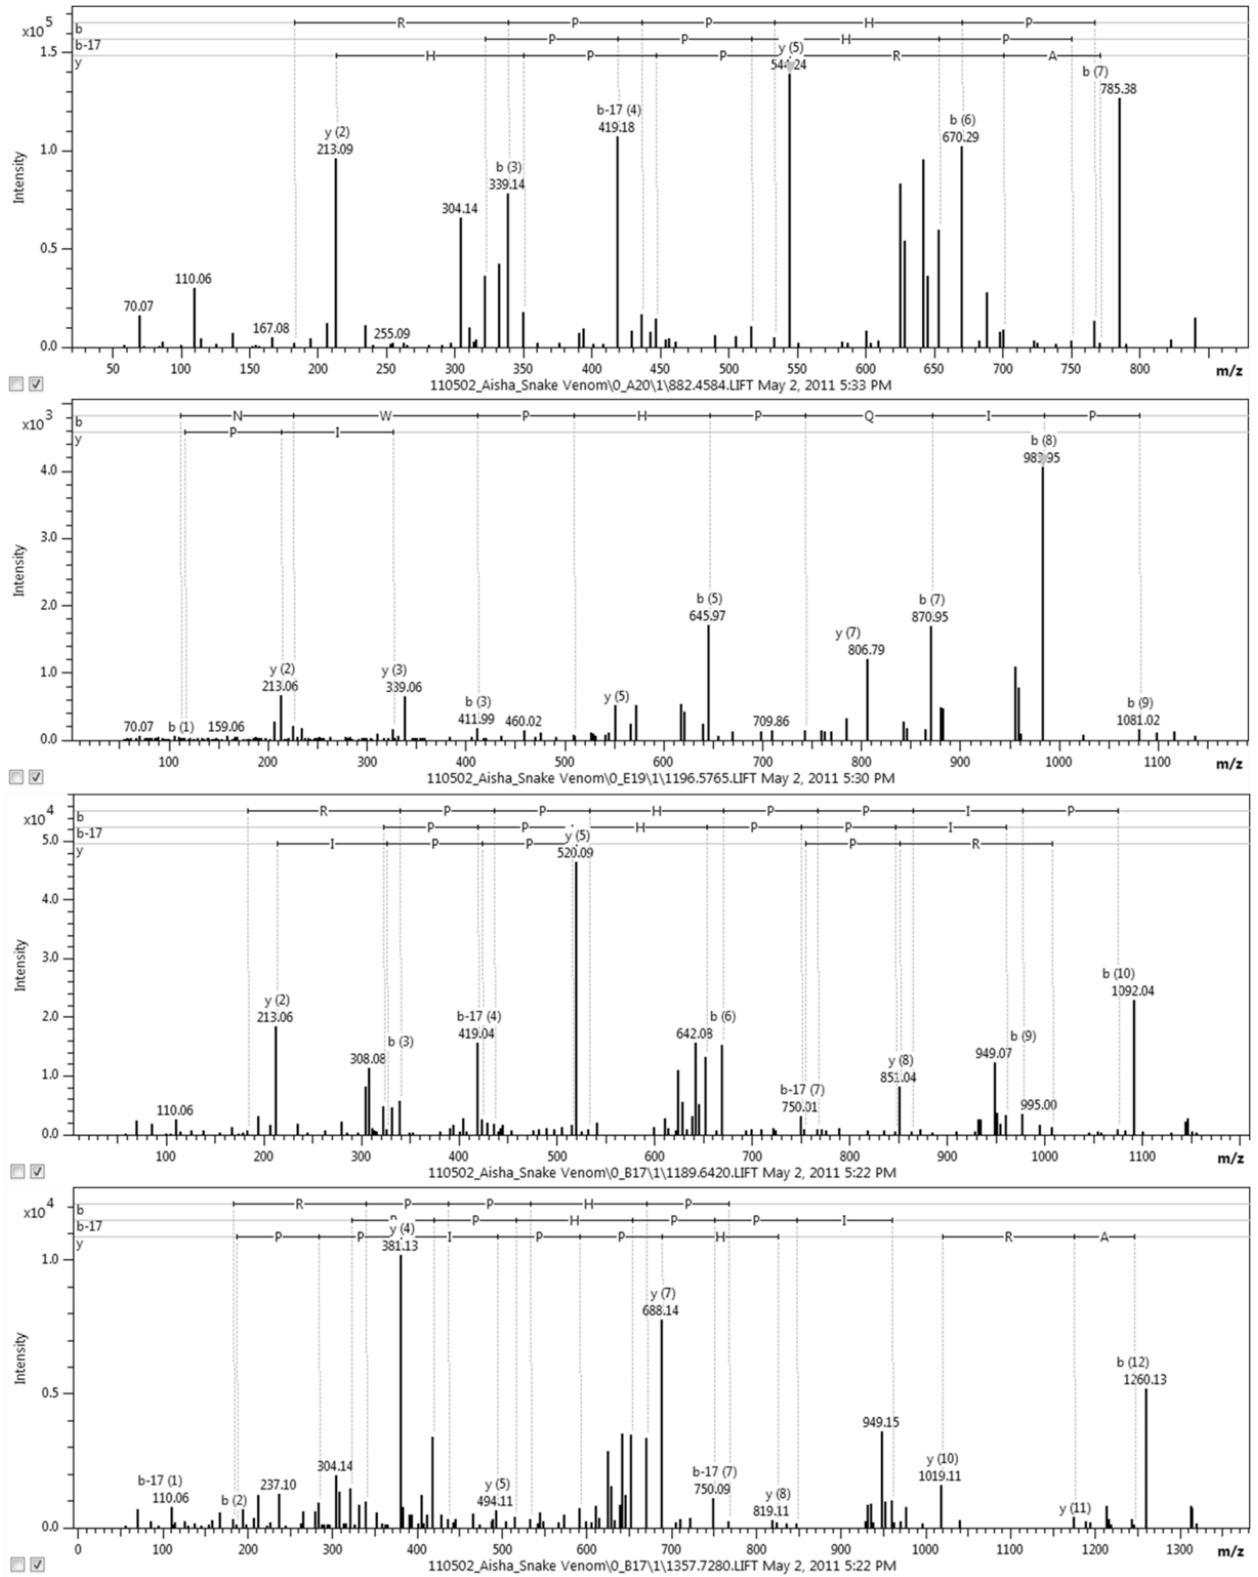 b R P P H P
b-17 P P H P
y H P P R A
x10^5
1.5
1.0
0.5
0.0
Intensity
y (2)
213.09
b (3)
339.14
304.14
b-17 (4)
419.18
y (5)
544.24
b (6)
670.29
b (7)
785.38
70.07
110.06
167.08
255.09
50 100 150 200 250 300 350 400 450 500 550 600 650 700 750 800 m/z
110502_Aisha_Snake Venom\0_A20\1\882.4584.LIFT May 2, 2011 5:33 PM
b N W P H P Q I P
y P I
x10^3
4.0
3.0
2.0
1.0
0.0
Intensity
70.07
b (1)
159.06
y (2)
213.06
y (3)
339.06
b (3)
411.99
460.02
y (5)
b (5)
645.97
709.86
y (7)
806.79
b (7)
870.95
b (8)
983.95
b (9)
1081.02
100 200 300 400 500 600 700 800 900 1000 1100 m/z
110502_Aisha_Snake Venom\0_E19\1\1196.5765.LIFT May 2, 2011 5:30 PM
b R P P H P P I P
b-17 P P H P P I
y I P P P R
x10^4
5.0
4.0
3.0
2.0
1.0
0.0
Intensity
110.06
y (2)
213.06
308.08
b (3)
b-17 (4)
419.04
y (5)
520.09
642.08
b (6)
b-17 (7)
750.01
y (8)
851.04
949.07
b (9)
995.00
b (10)
1092.04
100 200 300 400 500 600 700 800 900 1000 1100 m/z
110502_Aisha_Snake Venom\0_B17\1\1189.6420.LIFT May 2, 2011 5:22 PM
b R P P H P
b-17 P P H P P I
y P P I P P H R A
x10^4
1.0
0.5
0.0
Intensity
b-17 (1)
110.06
b (2)
237.10
304.14
y (4)
381.13
y (5)
494.11
y (7)
688.14
b-17 (7)
750.09
y (8)
819.11
949.15
y (10)
1019.11
y (11)
b (12)
1260.13
0 100 200 300 400 500 600 700 800 900 1000 1100 1200 1300 m/z
110502_Aisha_Snake Venom\0_B17\1\1357.7280.LIFT May 2, 2011 5:22 PM